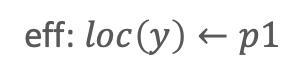 eff: loc(y) ← p1